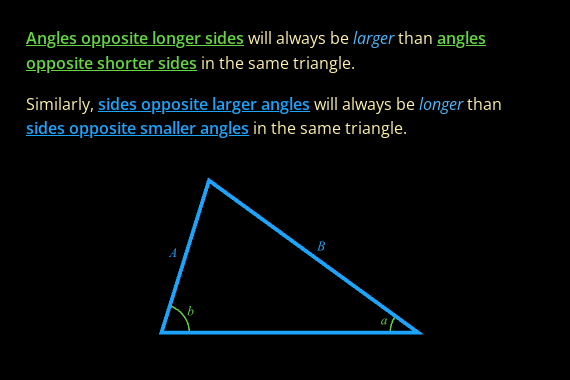 Angles opposite longer sides will always be larger than angles
opposite shorter sides in the same triangle.
Similarly, sides opposite larger angles will always be longer than
sides opposite smaller angles in the same triangle.
A
B
b
a